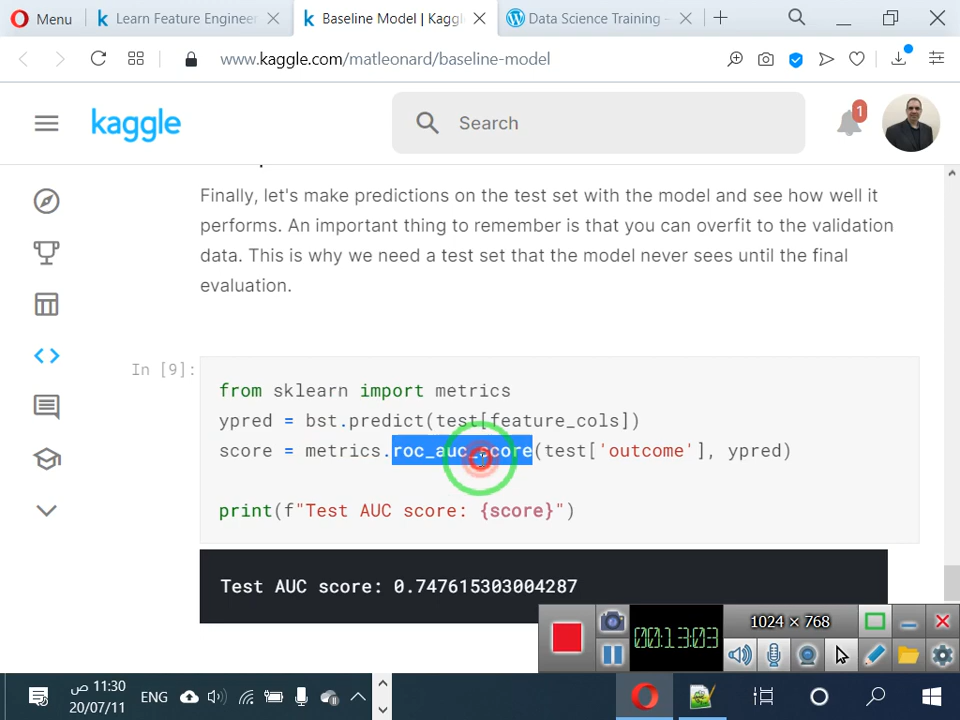 Menu
Learn Feature Engineer
Baseline Model | Kaggl
Data Science Training -
www.kaggle.com/matleonard/baseline-model
kaggle
Search
1
Finally, let's make predictions on the test set with the model and see how well it
performs. An important thing to remember is that you can overfit to the validation
data. This is why we need a test set that the model never sees until the final
evaluation.
In [9]:
from sklearn import metrics
ypred = bst.predict(test[feature_cols])
score = metrics.roc_auc_score(test['outcome'], ypred)
print(f"Test AUC score: {score}")
Test AUC score: 0.747615303004287
00:13:03
1024 × 768
11:30 ص
ENG
20/07/11